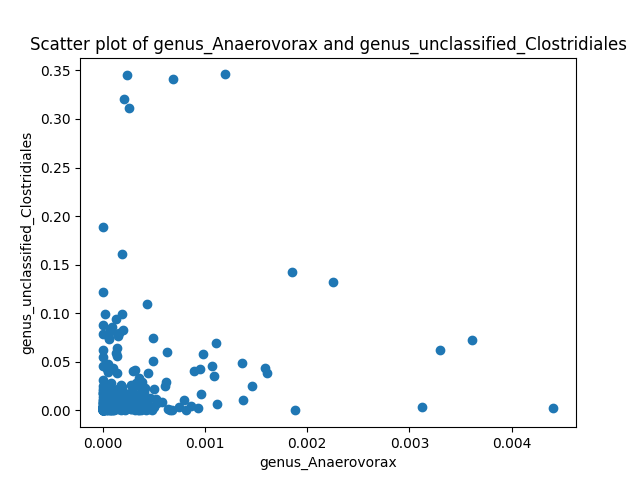 Scatter plot of genus_Anaerovorax and genus_unclassified_Clostridiales
0.35
0.30
0.25
0.20
0.15
0.10
0.05
0.00
genus_unclassified_Clostridiales
0.000 0.001 0.002 0.003 0.004
genus_Anaerovorax